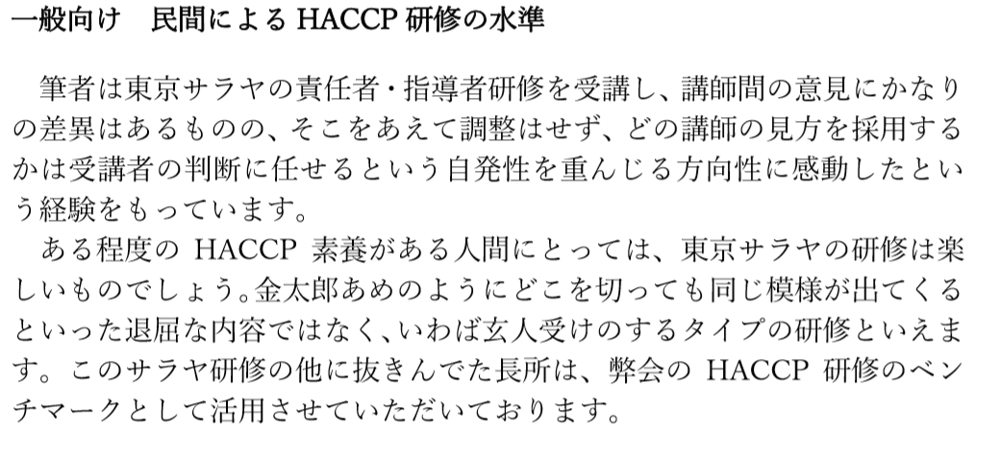 一般向け　民間による HACCP 研修の水準
　筆者は東京サラヤの責任者・指導者研修を受講し、講師間の意見にかなり
の差異はあるものの、そこをあえて調整はせず、どの講師の見方を採用する
かは受講者の判断に任せるという自発性を重んじる方向性に感動したとい
う経験をもっています。
　ある程度の HACCP 素養がある人間にとっては、東京サラヤの研修は楽
しいものでしょう。金太郎あめのようにどこを切っても同じ模様が出てくる
といった退屈な内容ではなく、いわば玄人受けのするタイプの研修といえま
す。このサラヤ研修の他に抜きんでた長所は、弊会の HACCP 研修のベン
チマークとして活用させていただいております。